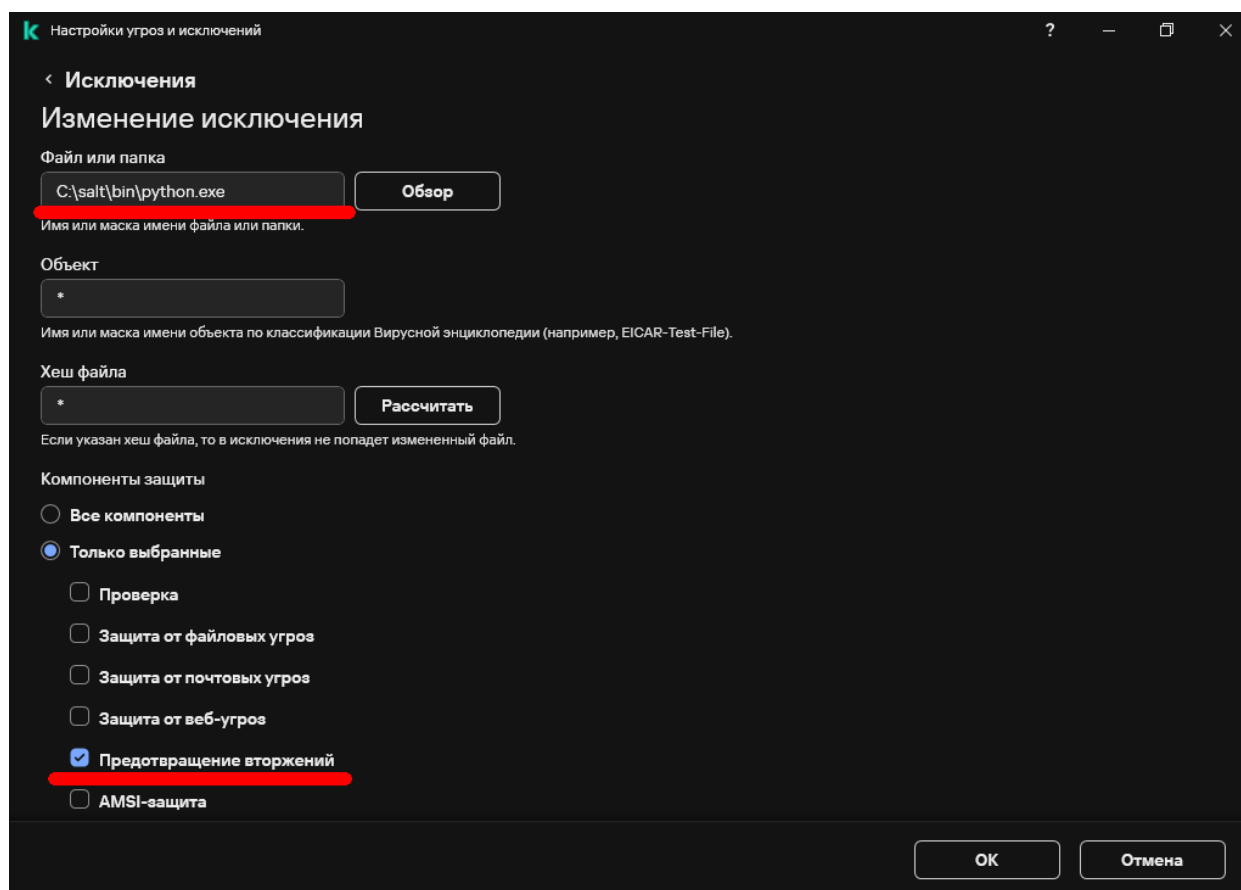 Настройки угроз и исключений
?
Исключения
Изменение исключения
Файл или папка
C:\salt\bin\python.exe
Обзор
Имя или маска имени файла или папки.
Объект
*
Имя или маска имени объекта по классификации Вирусной энциклопедии (например, EICAR-Test-File).
Хеш файла
*
Рассчитать
Если указан хеш файла, то в исключения не попадет измененный файл.
Компоненты защиты
Все компоненты
Только выбранные
Проверка
Защита от файловых угроз
Защита от почтовых угроз
Защита от веб-угроз
Предотвращение вторжений
AMSI-защита
ОК
Отмена